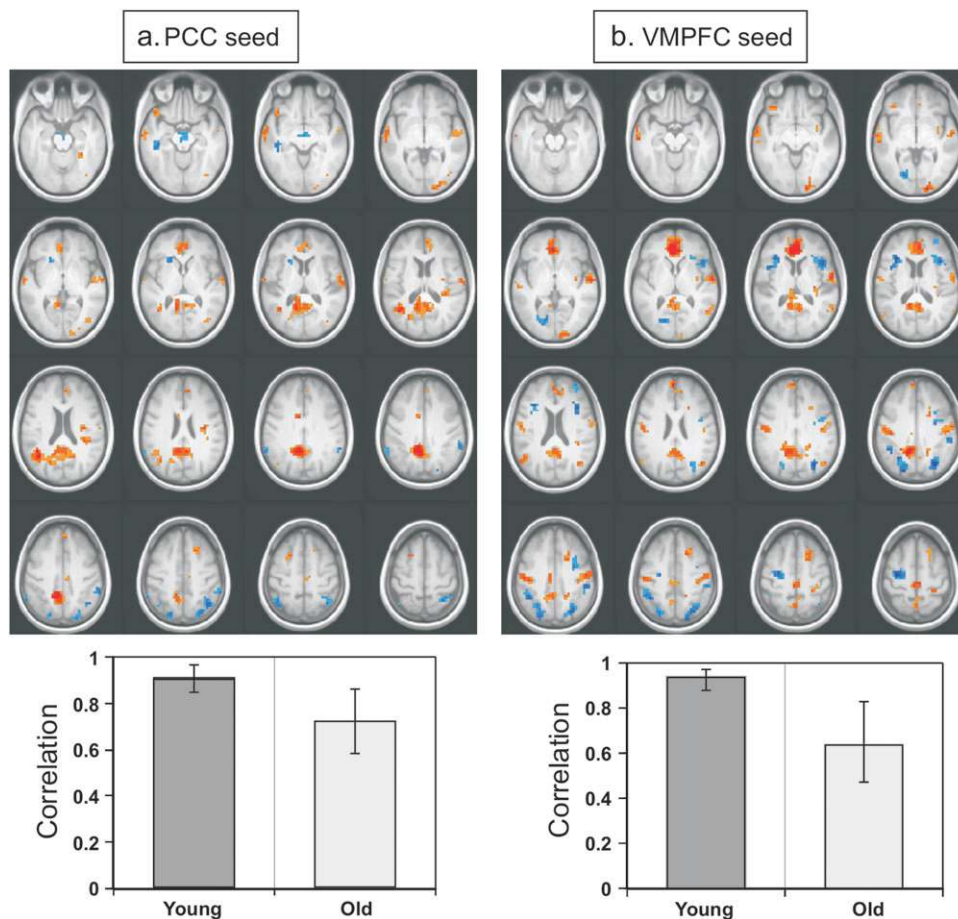 a. PCC seed
b. VMPFC seed
1
0.8
0.6
0.4
0.2
0
Correlation
Young
Old
1
0.8
0.6
0.4
0.2
0
Correlation
Young
Old